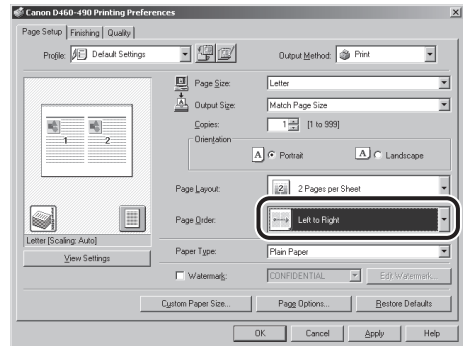 Canon D460-490 Printing Preferences
Page Setup Finishing Quality
Profile: Default Settings Output Method: Print
Page Size: Letter
Output Size: Match Page Size
Copies: 1 [1 to 999]
Orientation
A Portrait A Landscape
1 2
Page Layout: 2 2 Pages per Sheet
Page Order: Left to Right
Letter [Scaling: Auto]
View Settings
Paper Type: Plain Paper
Watermark: CONFIDENTIAL Edit Watermark...
Custom Paper Size... Page Options... Restore Defaults
OK Cancel Apply Help